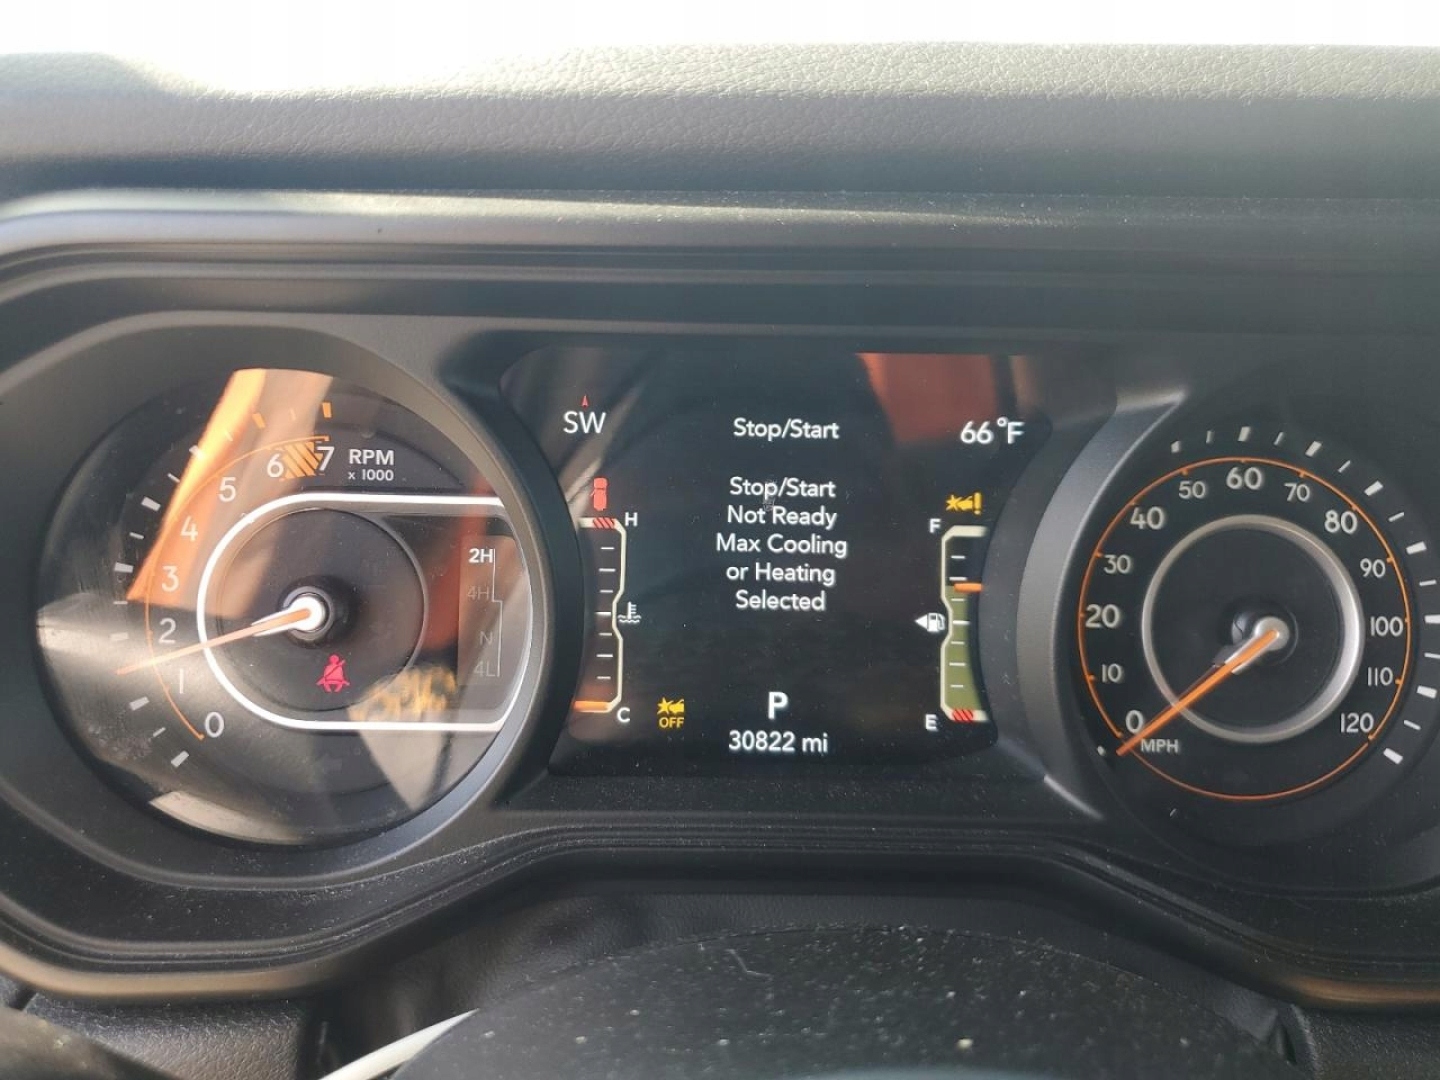 7
6
5
4
3
2
1
0
RPM
x 1000
2H
4H
N
4L
SW
Stop/Start
66°F
Stop/Start
Not Ready
Max Cooling
or Heating
Selected
H
C
OFF
P
30822 mi
F
E
0
10
20
30
40
50
60
70
80
90
100
110
120
MPH